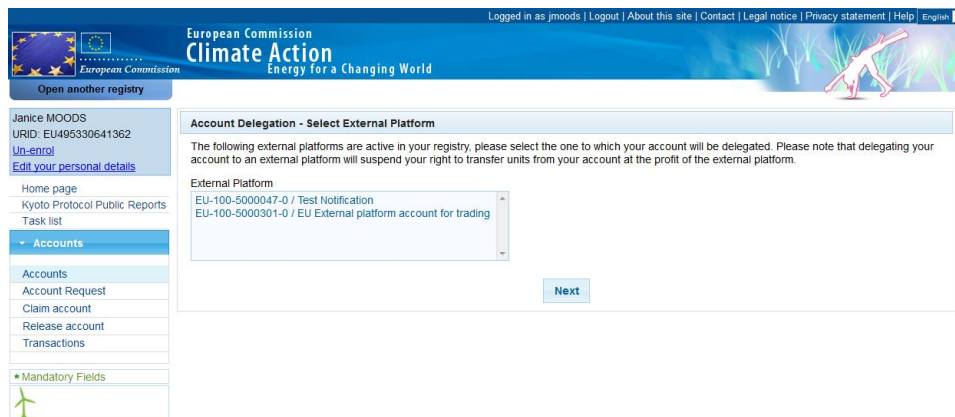 Logged in as jmoods | Logout | About this site | Contact | Legal notice | Privacy statement | Help English
European Commission
Climate Action
Energy for a Changing World
European Commission
Open another registry
Janice MOODS
URID: EU495330641362
Un-enrol
Edit your personal details
Home page
Kyoto Protocol Public Reports
Task list
Accounts
Accounts
Account Request
Claim account
Release account
Transactions
* Mandatory Fields
Account Delegation - Select External Platform
The following external platforms are active in your registry, please select the one to which your account will be delegated. Please note that delegating your
account to an external platform will suspend your right to transfer units from your account at the profit of the external platform.
External Platform
EU-100-5000047-0 / Test Notification
EU-100-5000301-0 / EU External platform account for trading
Next